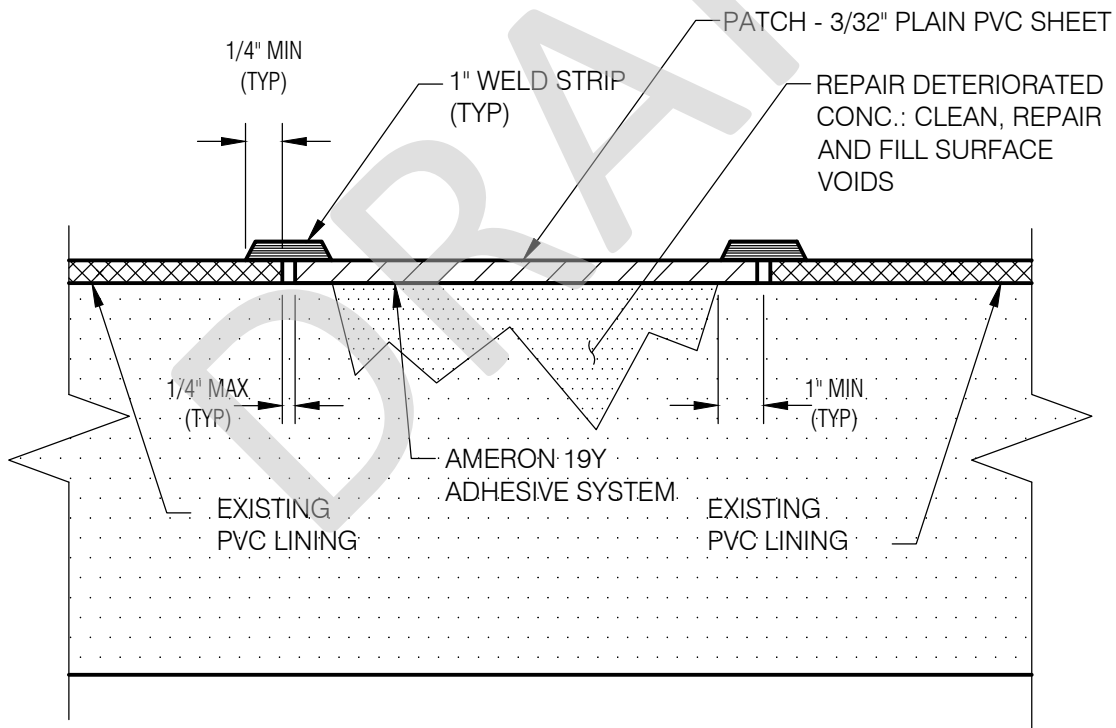 PATCH - 3/32" PLAIN PVC SHEET
1/4" MIN
(TYP)
1" WELD STRIP
(TYP)
REPAIR DETERIORATED
CONC.: CLEAN, REPAIR
AND FILL SURFACE
VOIDS
1/4" MAX
(TYP)
1" MIN
(TYP)
AMERON 19Y
ADHESIVE SYSTEM
EXISTING
PVC LINING
EXISTING
PVC LINING
DRA